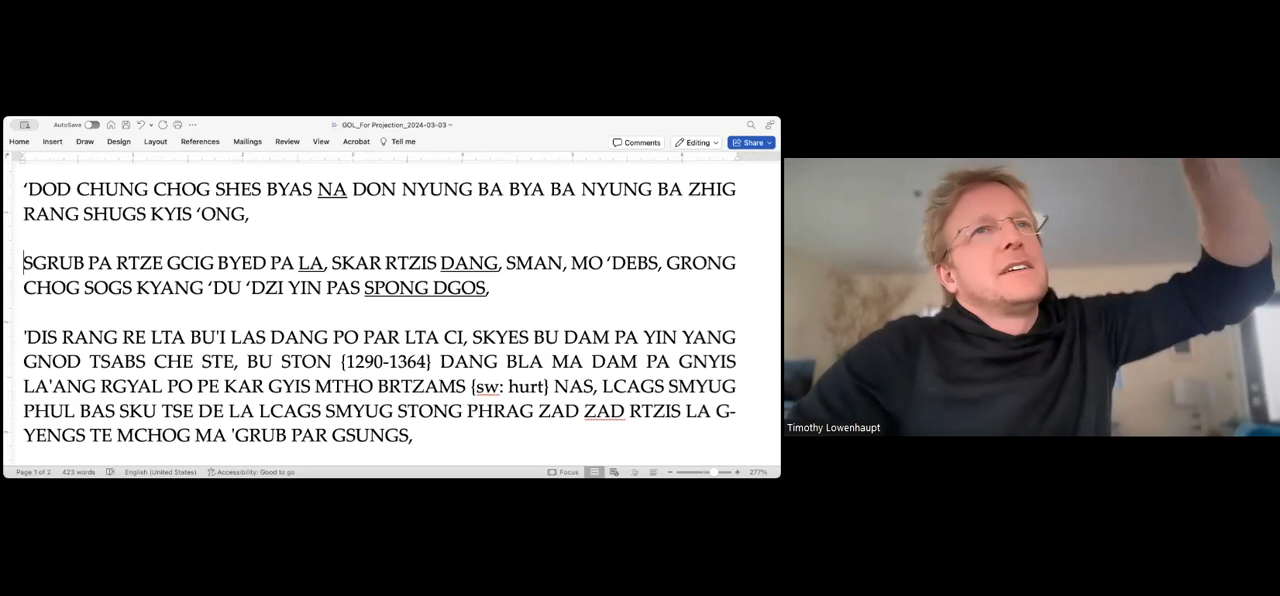 AutoSave
GOL_For Projection_2024-03-03
Home Insert Draw Design Layout References Mailings Review View Acrobat Tell me Comments Editing Share
‘DOD CHUNG CHOG SHES BYAS NA DON NYUNG BA BYA BA NYUNG BA ZHIG
RANG SHUGS KYIS ‘ONG,
SGRUB PA RTZE GCIG BYED PA LA, SKAR RTZIS DANG, SMAN, MO ‘DEBS, GRONG
CHOG SOGS KYANG ‘DU ‘DZI YIN PAS SPONG DGOS,
'DIS RANG RE LTA BU'I LAS DANG PO PAR LTA CI, SKYES BU DAM PA YIN YANG
GNOD TSABS CHE STE, BU STON {1290-1364} DANG BLA MA DAM PA GNYIS
LA'ANG RGYAL PO PE KAR GYIS MTHO BRTZAMS {sw: hurt} NAS, LCAGS SMYUG
PHUL BAS SKU TSE DE LA LCAGS SMYUG STONG PHRAG ZAD ZAD RTZIS LA G-
YENGS TE MCHOG MA 'GRUB PAR GSUNGS,
Page 1 of 2 423 words English (United States) Accessibility: Good to go Focus 277%
Timothy Lowenhaupt